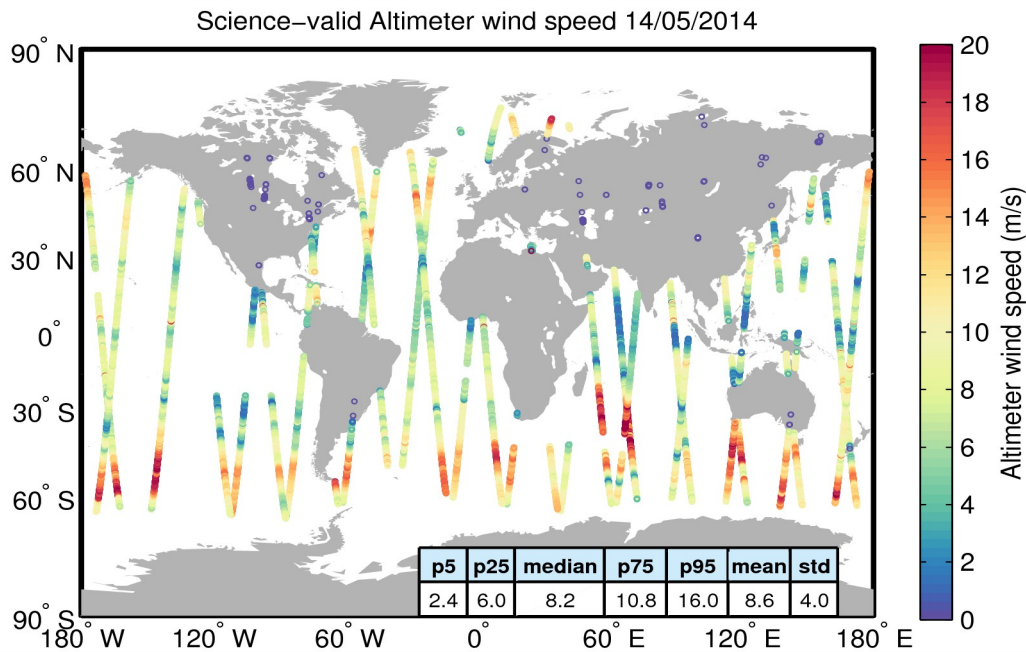 Science−valid Altimeter wind speed 14/05/2014
90° N
60° N
30° N
0°
30° S
60° S
90° S
180° W
120° W
60° W
0°
60° E
120° E
180° E
p5 p25 median p75 p95 mean std
2.4 6.0 8.2 10.8 16.0 8.6 4.0
20
18
16
14
12
10
8
6
4
2
0
Altimeter wind speed (m/s)